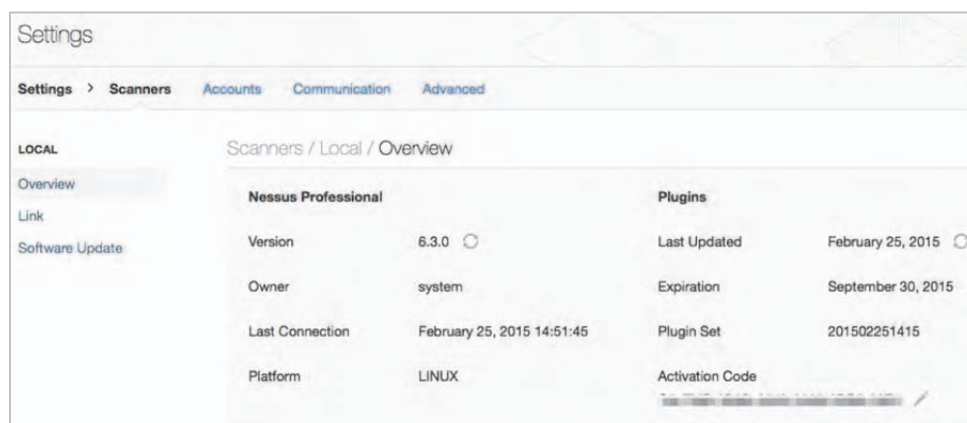 Settings
Settings > Scanners Accounts Communication Advanced
LOCAL
Overview
Link
Software Update
Scanners / Local / Overview
Nessus Professional
Version 6.3.0
Owner system
Last Connection February 25, 2015 14:51:45
Platform LINUX
Plugins
Last Updated February 25, 2015
Expiration September 30, 2015
Plugin Set 201502251415
Activation Code